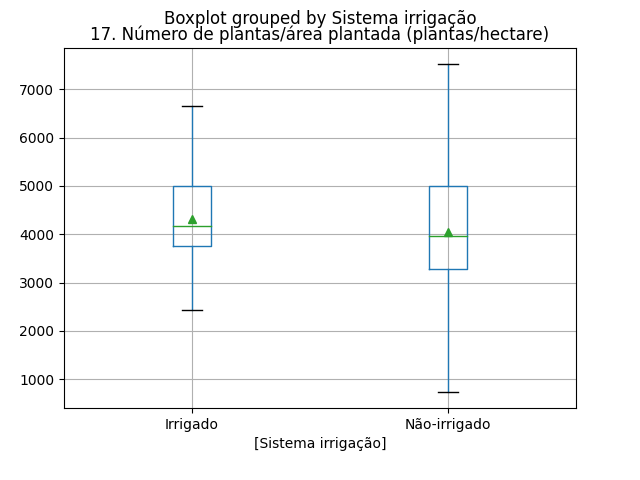 Boxplot grouped by Sistema irrigação
17. Número de plantas/área plantada (plantas/hectare)
7000
6000
5000
4000
3000
2000
1000
Irrigado
Não-irrigado
[Sistema irrigação]